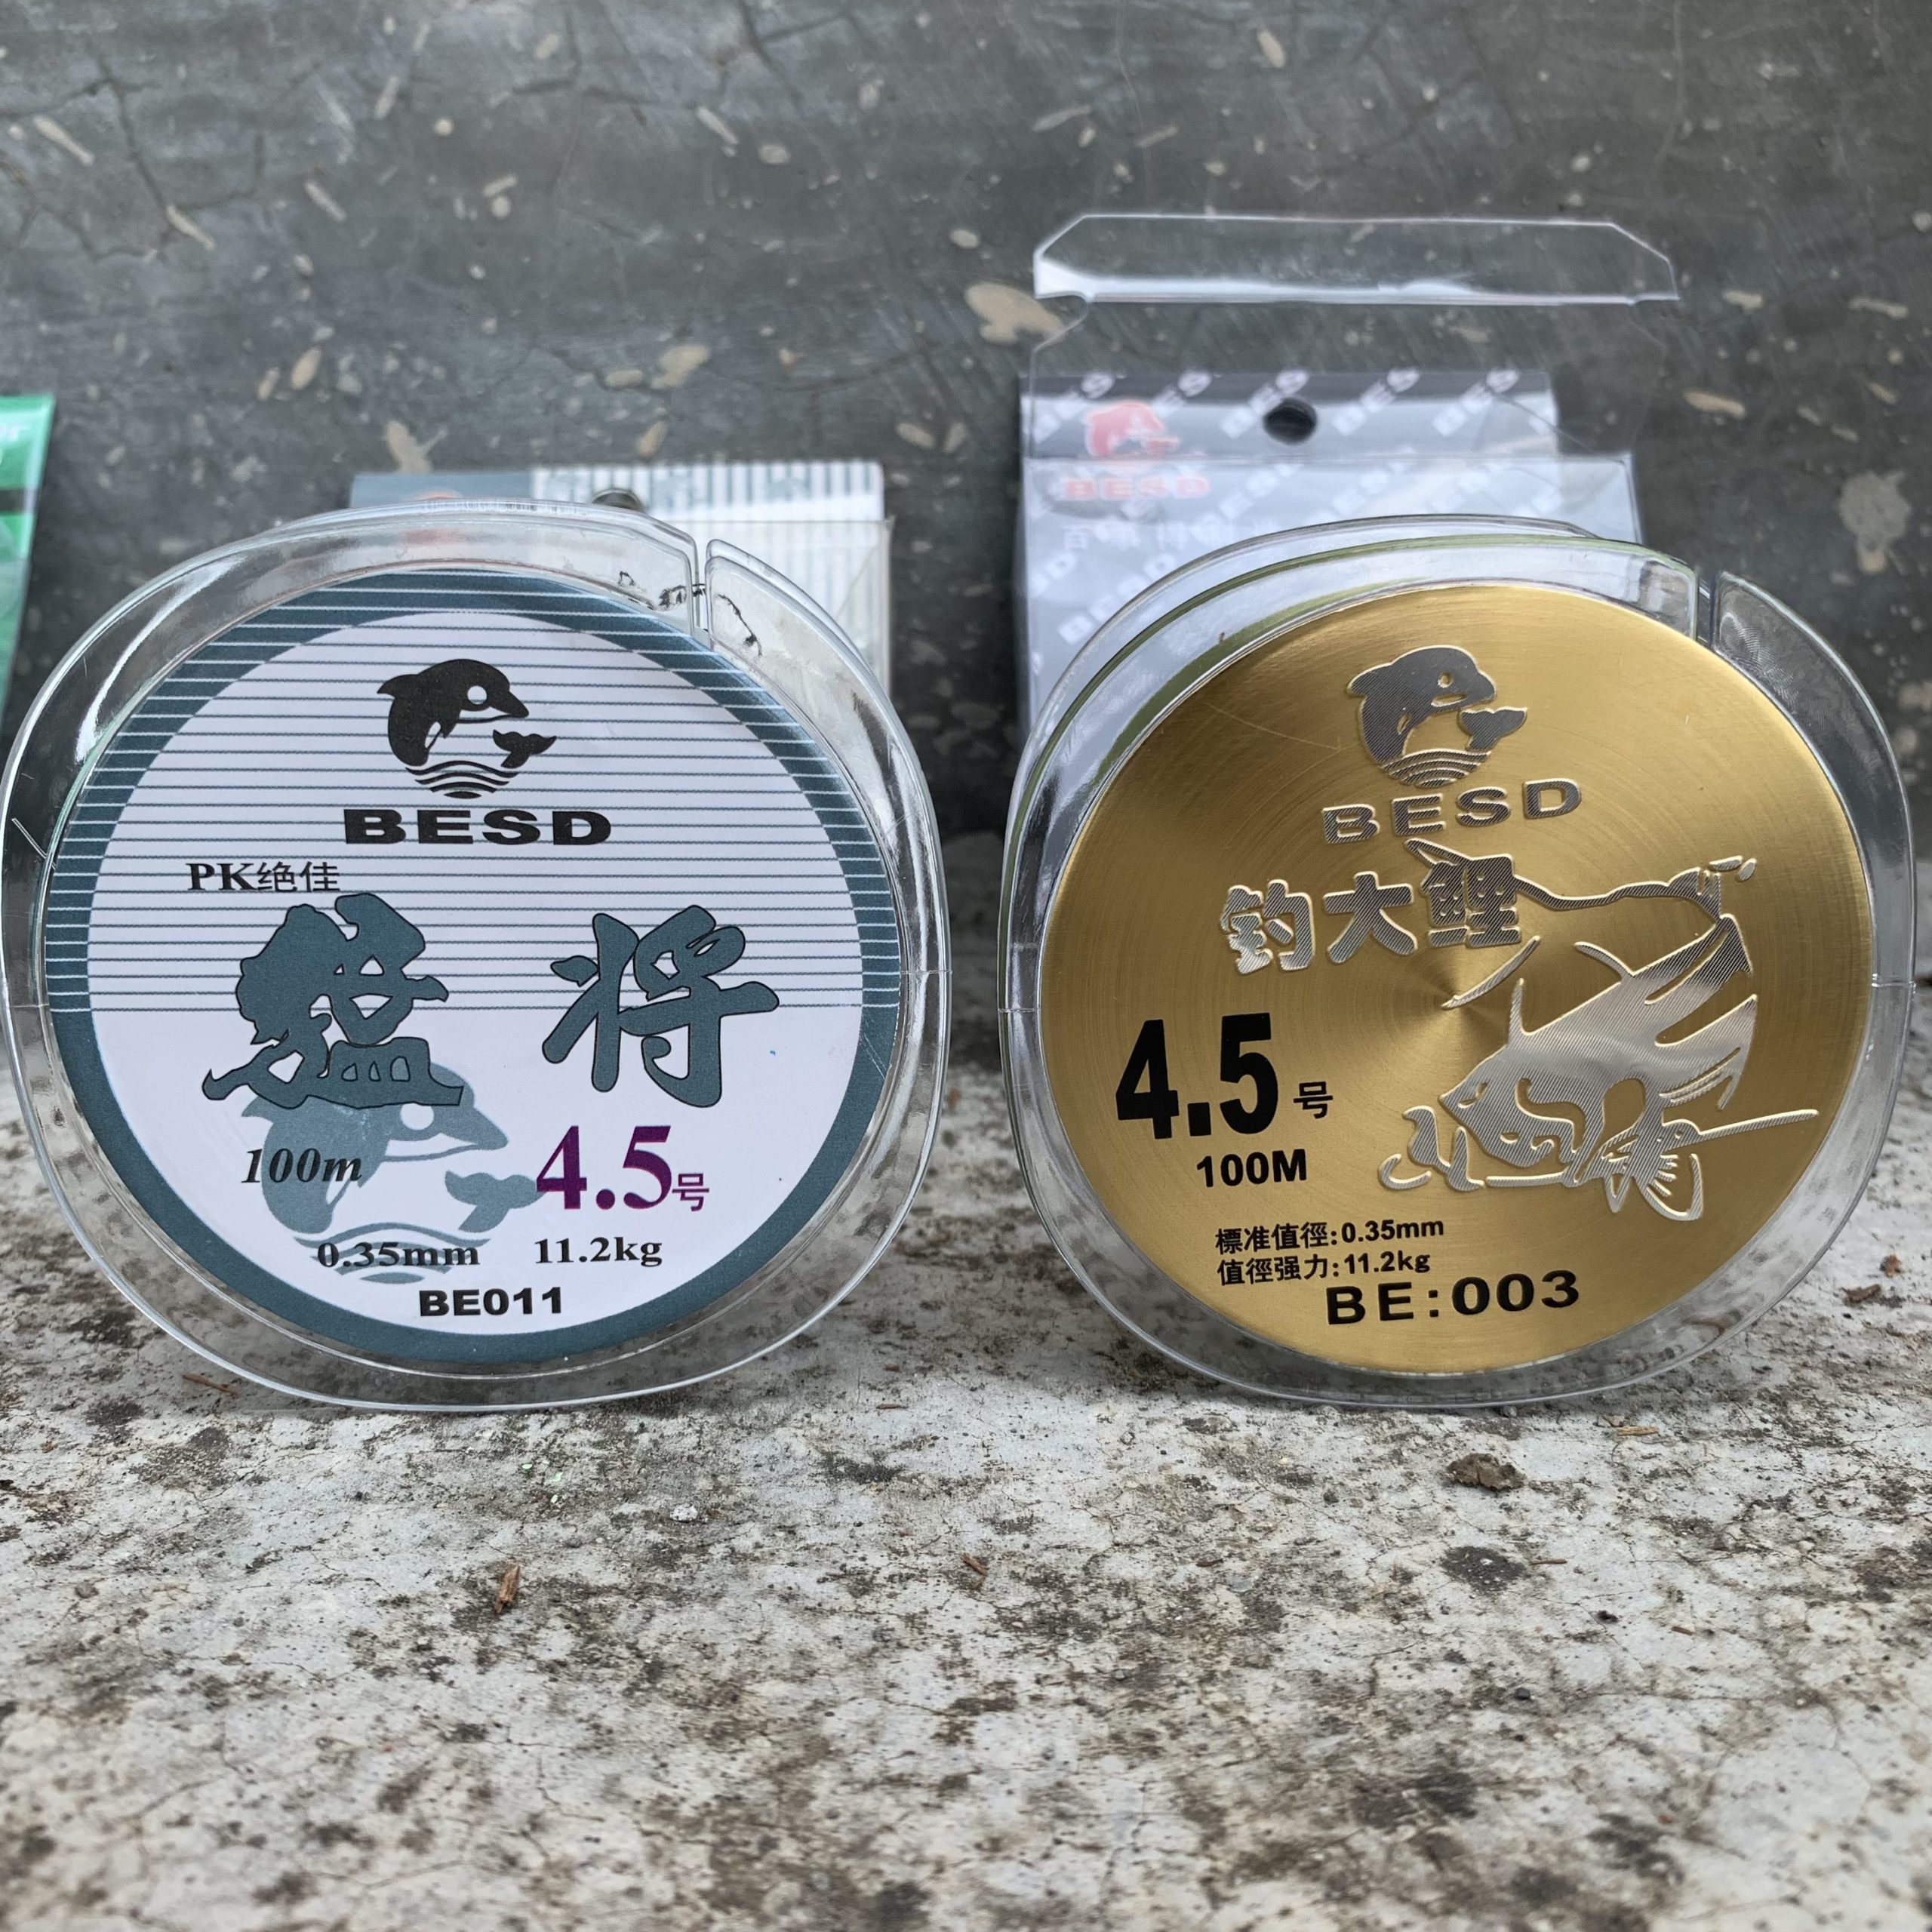 BESD
PK绝佳
猛将
100m
4.5号
0.35mm 11.2kg
BE011
BESD
BESD
钓大鲤
4.5号
100M
標准值徑:0.35mm
值徑强力:11.2kg
BE:003